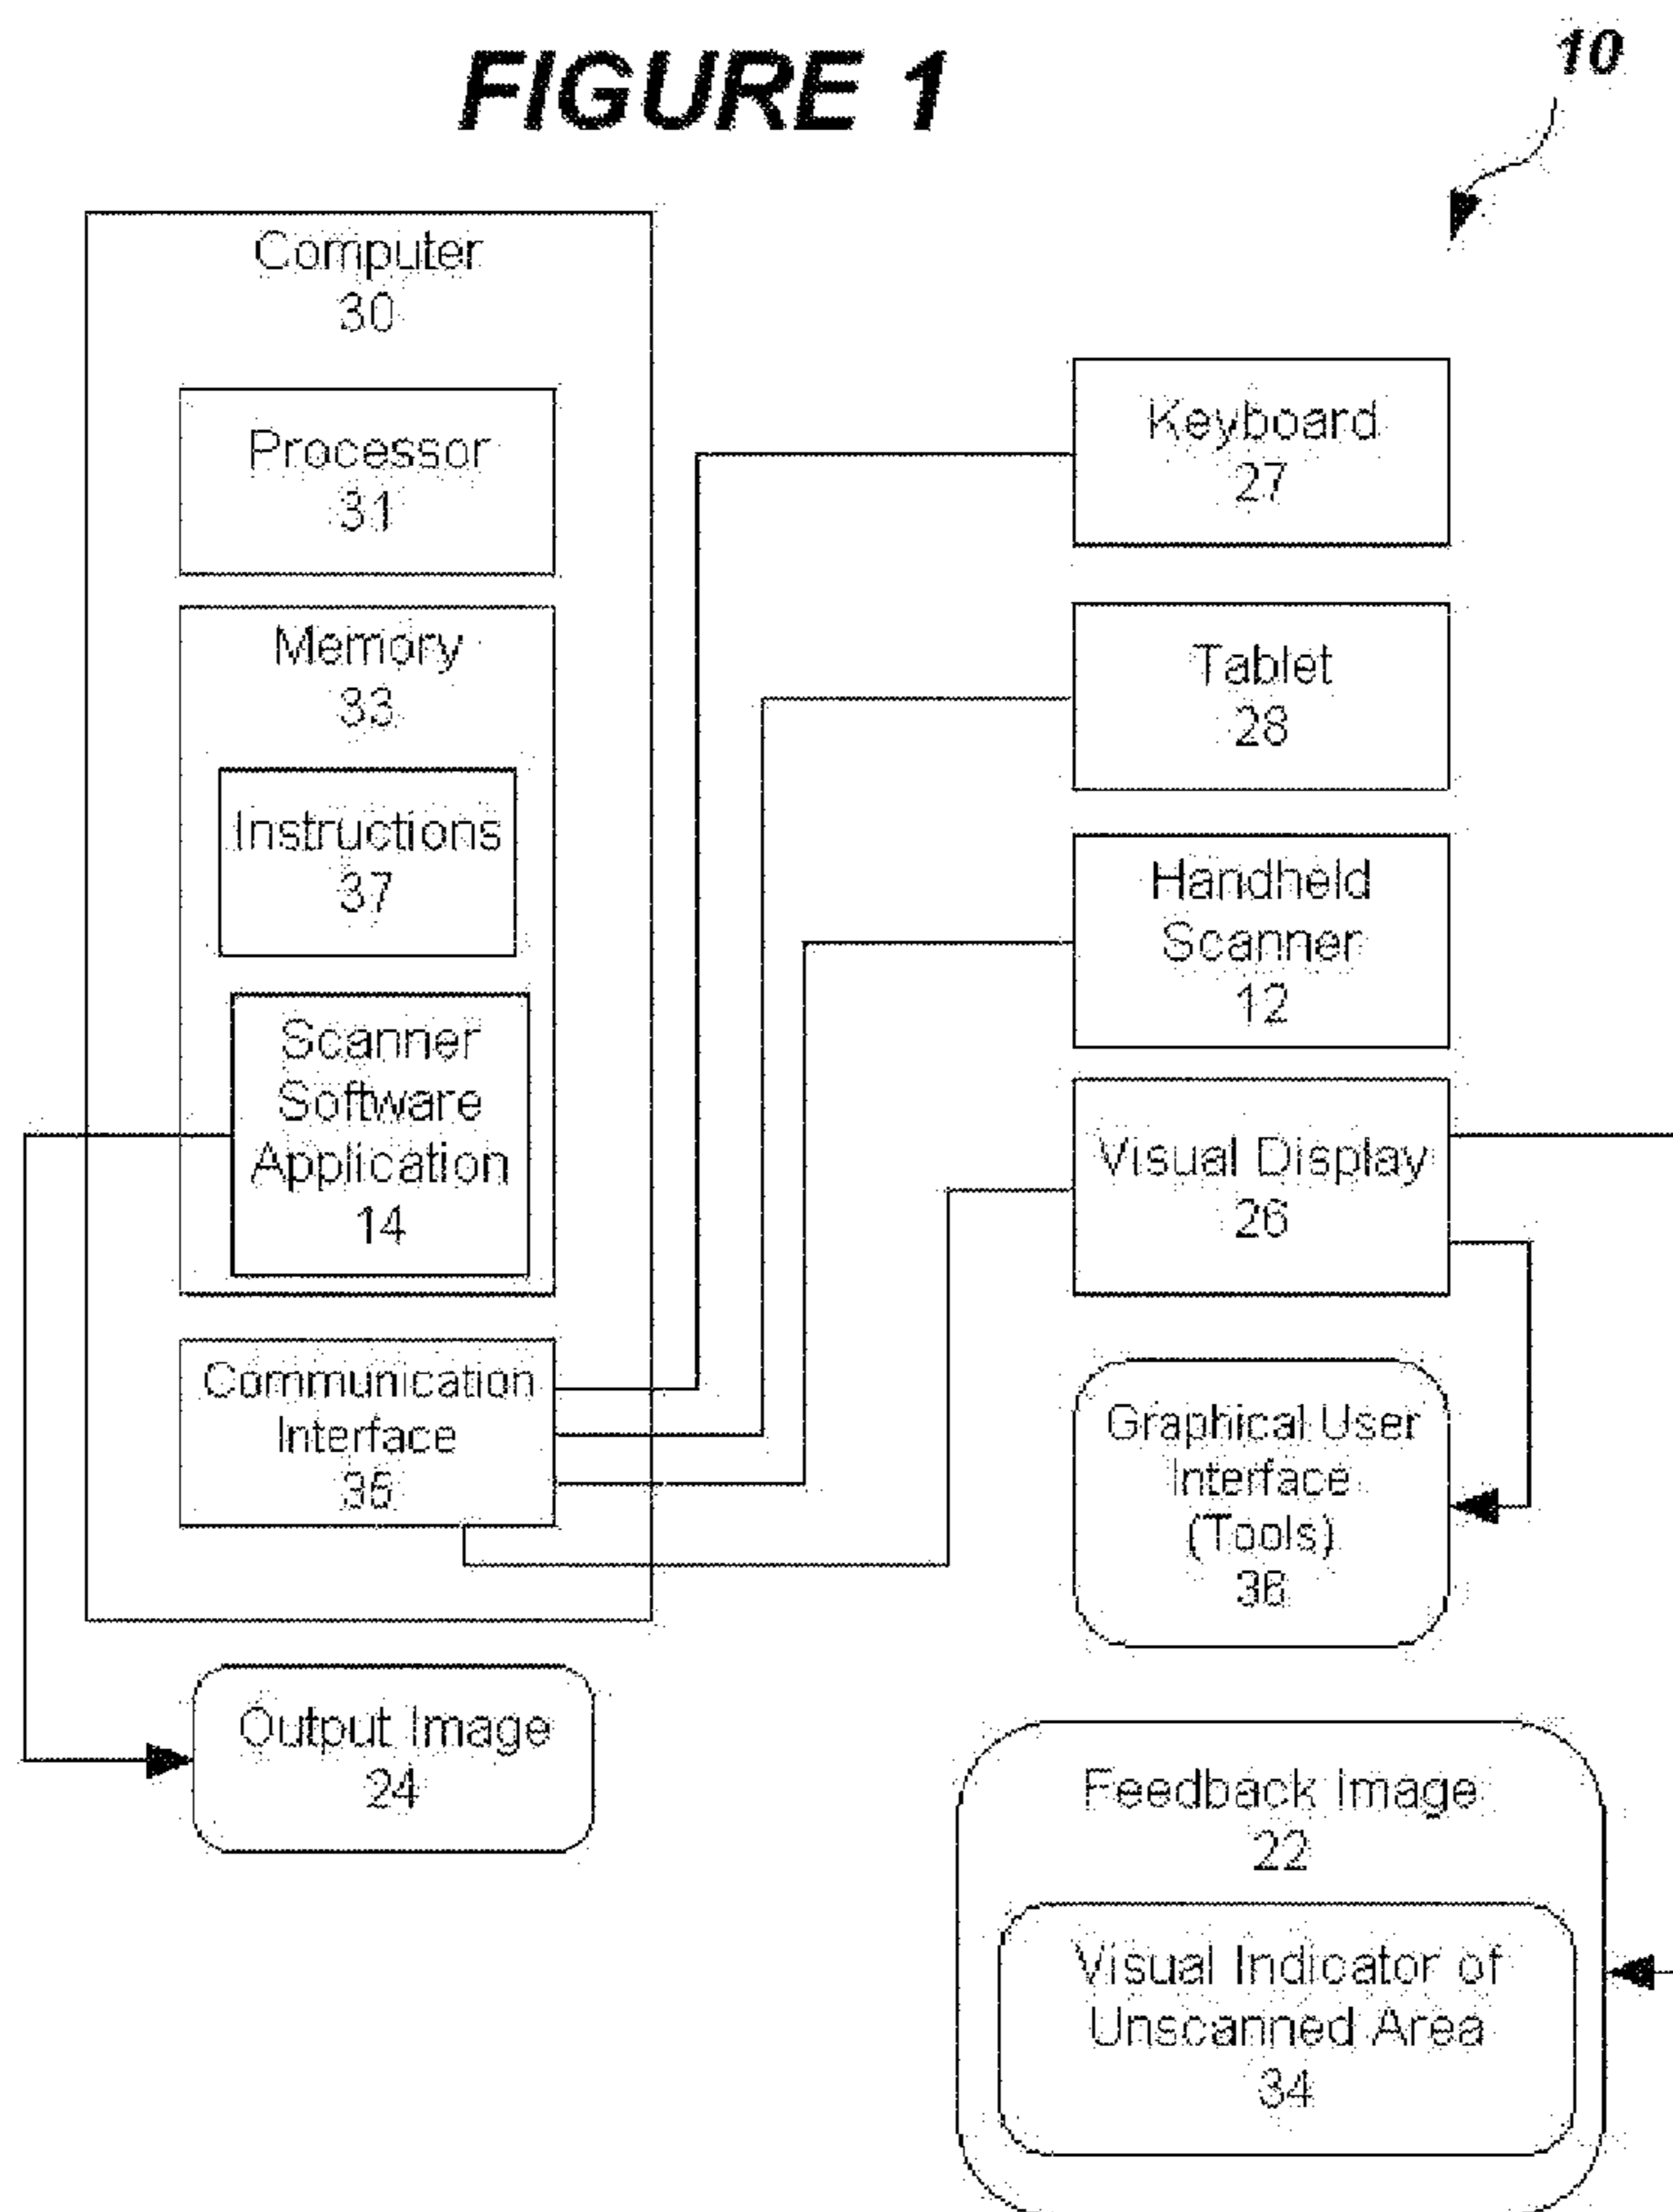 FIGURE 1
10
Computer
30
Processor
31
Memory
33
Instructions
37
Scanner
Software
Application
14
Communication
Interface
35
Output Image
24
Keyboard
27
Tablet
28
Handheld
Scanner
12
Visual Display
26
Graphical User
Interface
(Tools)
36
Feedback Image
22
Visual Indicator of
Unscanned Area
34